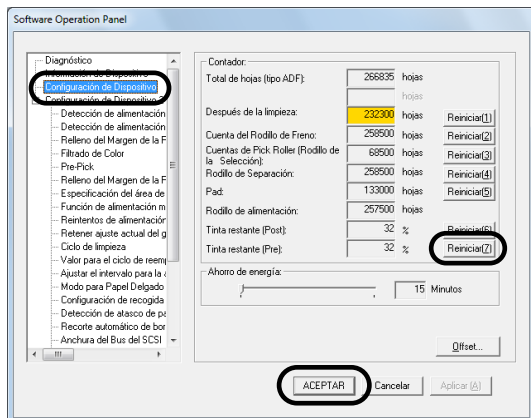 Software Operation Panel
Diagnóstico
Información de Dispositivo
Configuración de Dispositivo
Configuración de Dispositivo 2
Detección de alimentación
Detección de alimentación
Relleno del Margen de la F
Filtrado de Color
Pre-Pick
Relleno del Margen de la F
Especificación del área de
Función de alimentación m
Reintentos de alimentación
Retener ajuste actual del g
Ciclo de limpieza
Valor para el ciclo de reemp
Ajustar el intervalo para la a
Modo para Papel Delgado
Configuración de recogida
Detección de atasco de pa
Recorte automático de bor
Anchura del Bus del SCSI
Contador:
Total de hojas (tipo ADF): 266835 hojas
hojas
Después de la limpieza: 232300 hojas Reiniciar(1)
Cuenta del Rodillo de Freno: 258500 hojas Reiniciar(2)
Cuentas de Pick Roller (Rodillo de la Selección): 68500 hojas Reiniciar(3)
Rodillo de Separación: 258500 hojas Reiniciar(4)
Pad: 133000 hojas Reiniciar(5)
Rodillo de alimentación: 257500 hojas
Tinta restante (Post): 32 % Reiniciar(6)
Tinta restante (Pre): 32 % Reiniciar(7)
Ahorro de energía:
15 Minutos
Offset...
ACEPTAR Cancelar Aplicar (A)